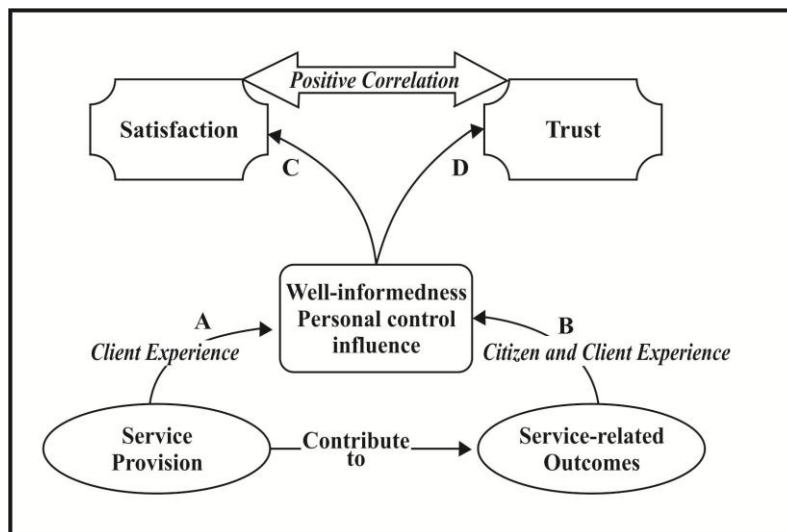 Positive Correlation
Satisfaction
Trust
C
D
Well-informedness
Personal control
influence
A
B
Client Experience
Citizen and Client Experience
Service
Provision
Contribute
to
Service-related
Outcomes